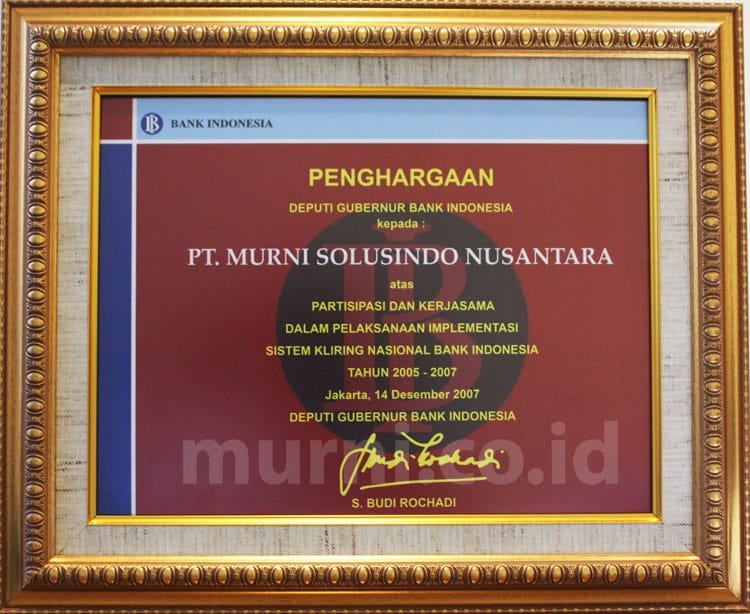 BANK INDONESIA
PENGHARGAAN
DEPUTI GUBERNUR BANK INDONESIA
kepada :
PT. MURNI SOLUSINDO NUSANTARA
atas
PARTISIPASI DAN KERJASAMA
DALAM PELAKSANAAN IMPLEMENTASI
SISTEM KLIRING NASIONAL BANK INDONESIA
TAHUN 2005 - 2007
Jakarta, 14 Desember 2007
DEPUTI GUBERNUR BANK INDONESIA
murni.co.id
S. BUDI ROCHADI